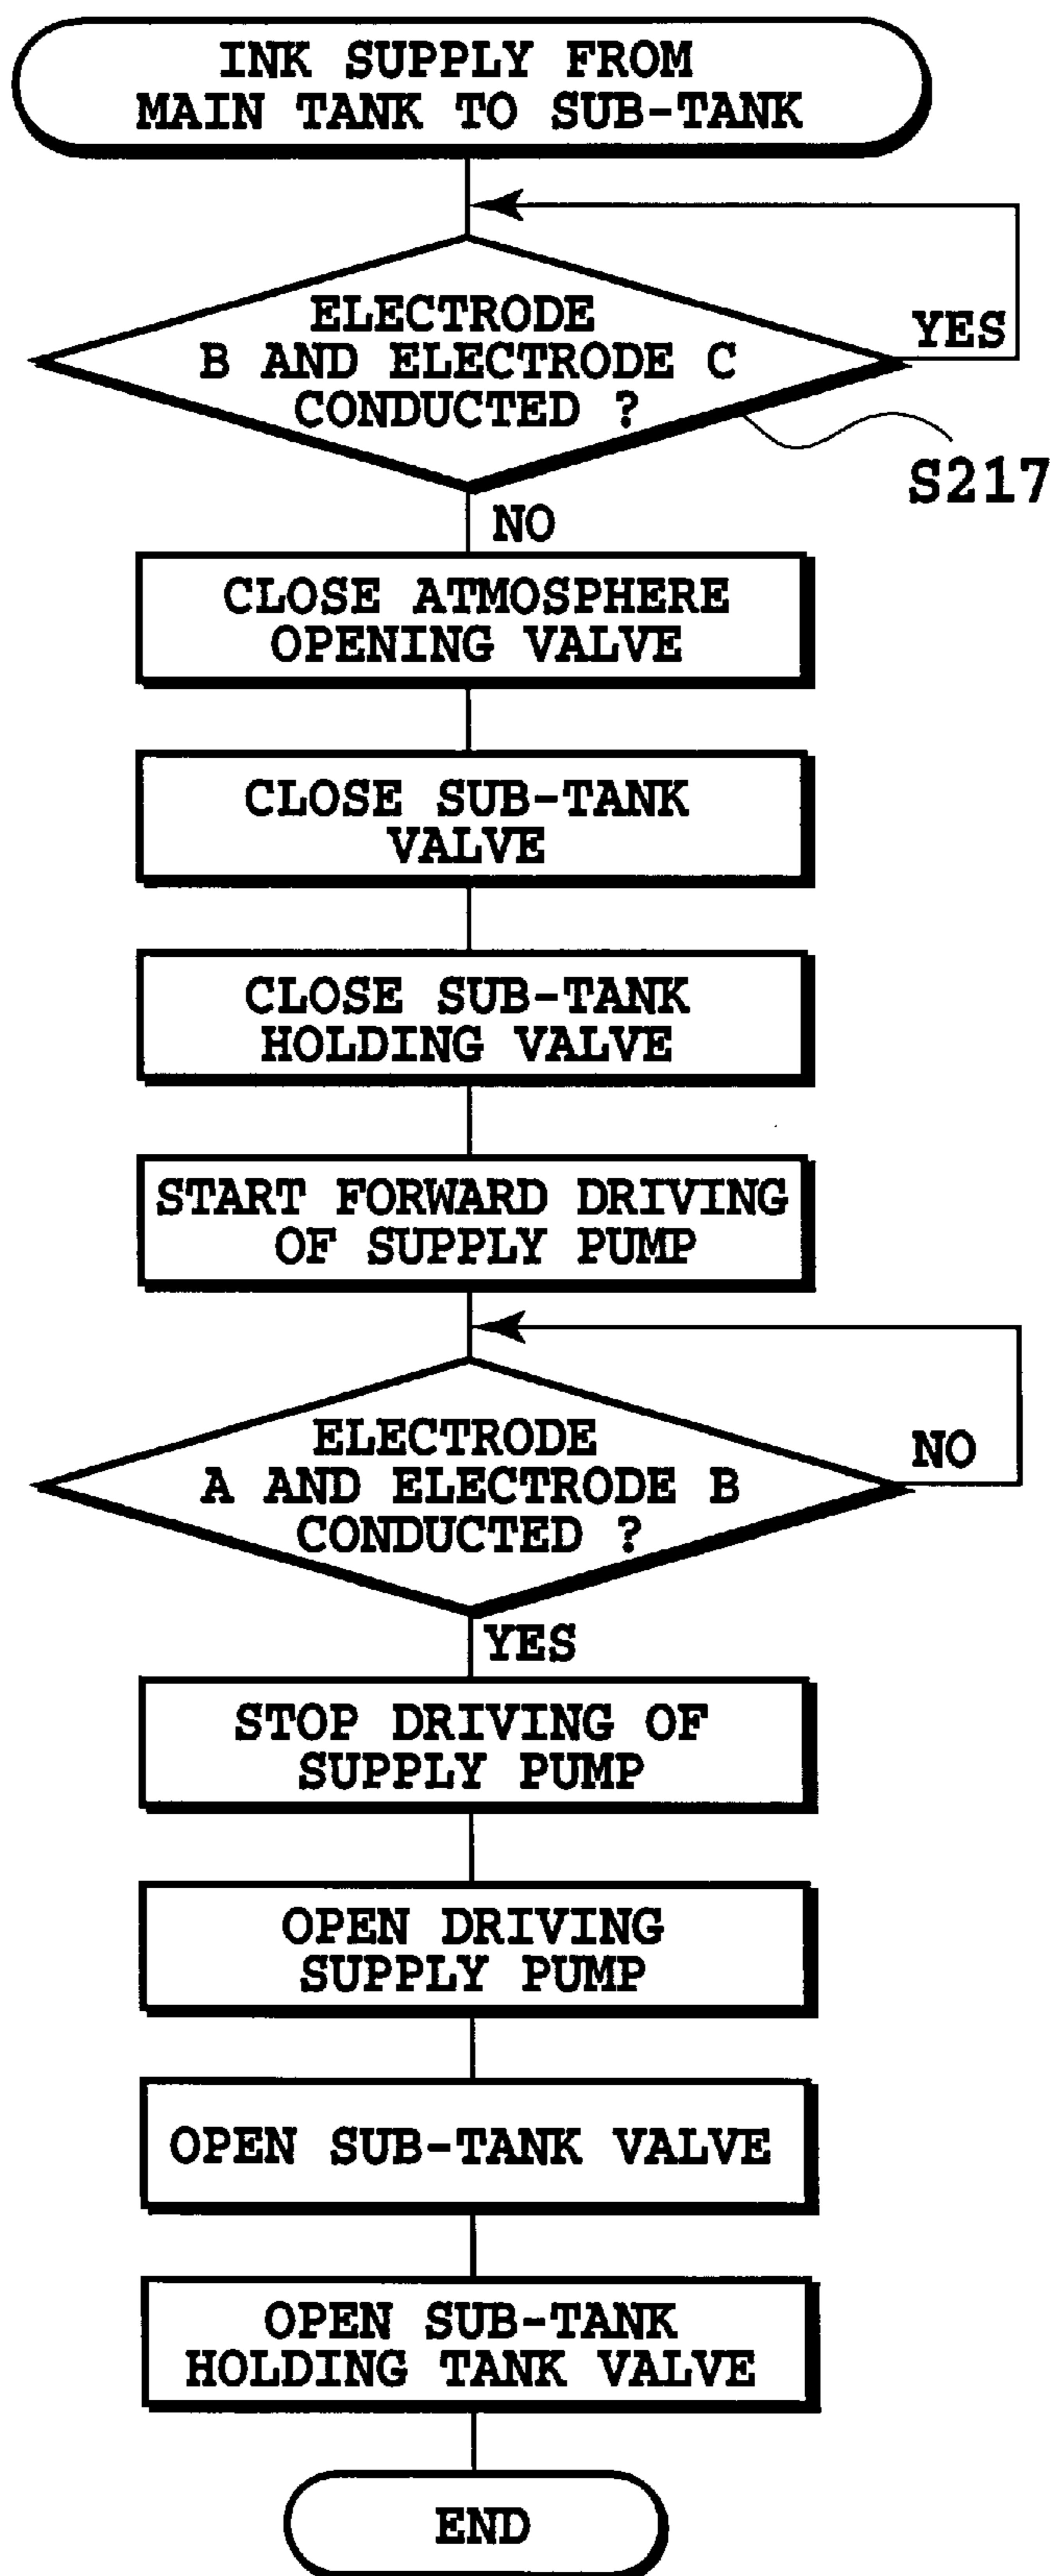 INK SUPPLY FROM
MAIN TANK TO SUB-TANK
ELECTRODE
B AND ELECTRODE C
CONDUCTED ?
YES
S217
NO
CLOSE ATMOSPHERE
OPENING VALVE
CLOSE SUB-TANK
VALVE
CLOSE SUB-TANK
HOLDING VALVE
START FORWARD DRIVING
OF SUPPLY PUMP
ELECTRODE
A AND ELECTRODE B
CONDUCTED ?
NO
YES
STOP DRIVING OF
SUPPLY PUMP
OPEN DRIVING
SUPPLY PUMP
OPEN SUB-TANK VALVE
OPEN SUB-TANK
HOLDING TANK VALVE
END